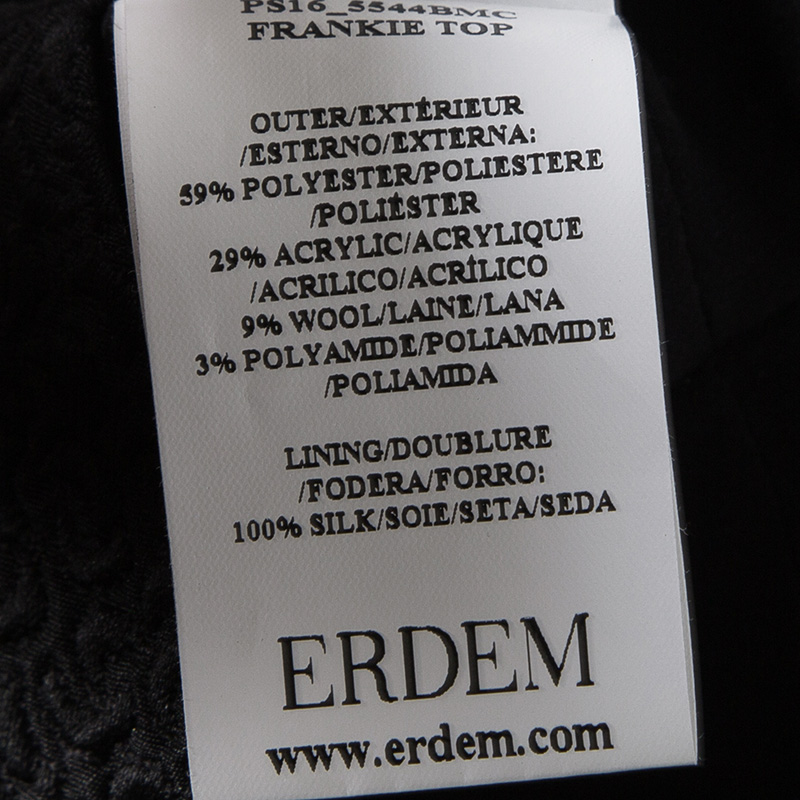 PS16_5544BMC
FRANKIE TOP
OUTER/EXTÉRIEUR
/ESTERNO/EXTERNA:
59% POLYESTER/POLIESTERE
/POLIÉSTER
29% ACRYLIC/ACRYLIQUE
/ACRILICO/ACRÍLICO
9% WOOL/LAINE/LANA
3% POLYAMIDE/POLIAMMIDE
/POLIAMIDA
LINING/DOUBLURE
/FODERA/FORRO:
100% SILK/SOIE/SETA/SEDA
ERDEM
www.erdem.com